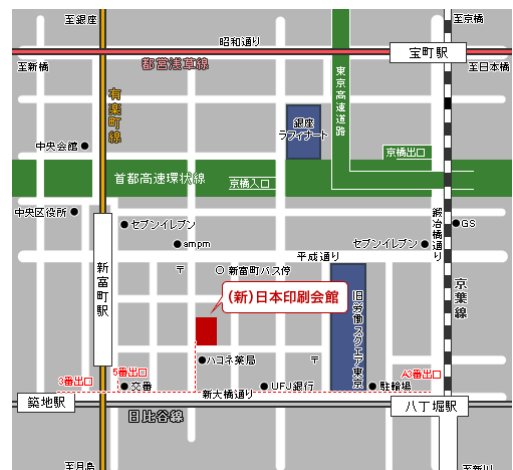 至銀座
至京橋
昭和通り
宝町駅
至新橋
都営浅草線
至日本橋
有楽町線
東京高速道路
銀座
ラフィナート
中央会館
京橋出口
首都高速環状線
京橋入口
中央区役所
セブンイレブン
鍛冶橋通り
GS
ampm
セブンイレブン
平成通り
新富町駅
〒
新富町バス停
京葉線
(新)日本印刷会館
旧労働スクエア東京
ハコネ薬局
〒
3番出口
5番出口
A3番出口
交番
UFJ銀行
駐輪場
新大橋通り
築地駅
日比谷線
八丁堀駅
至月島
至新川